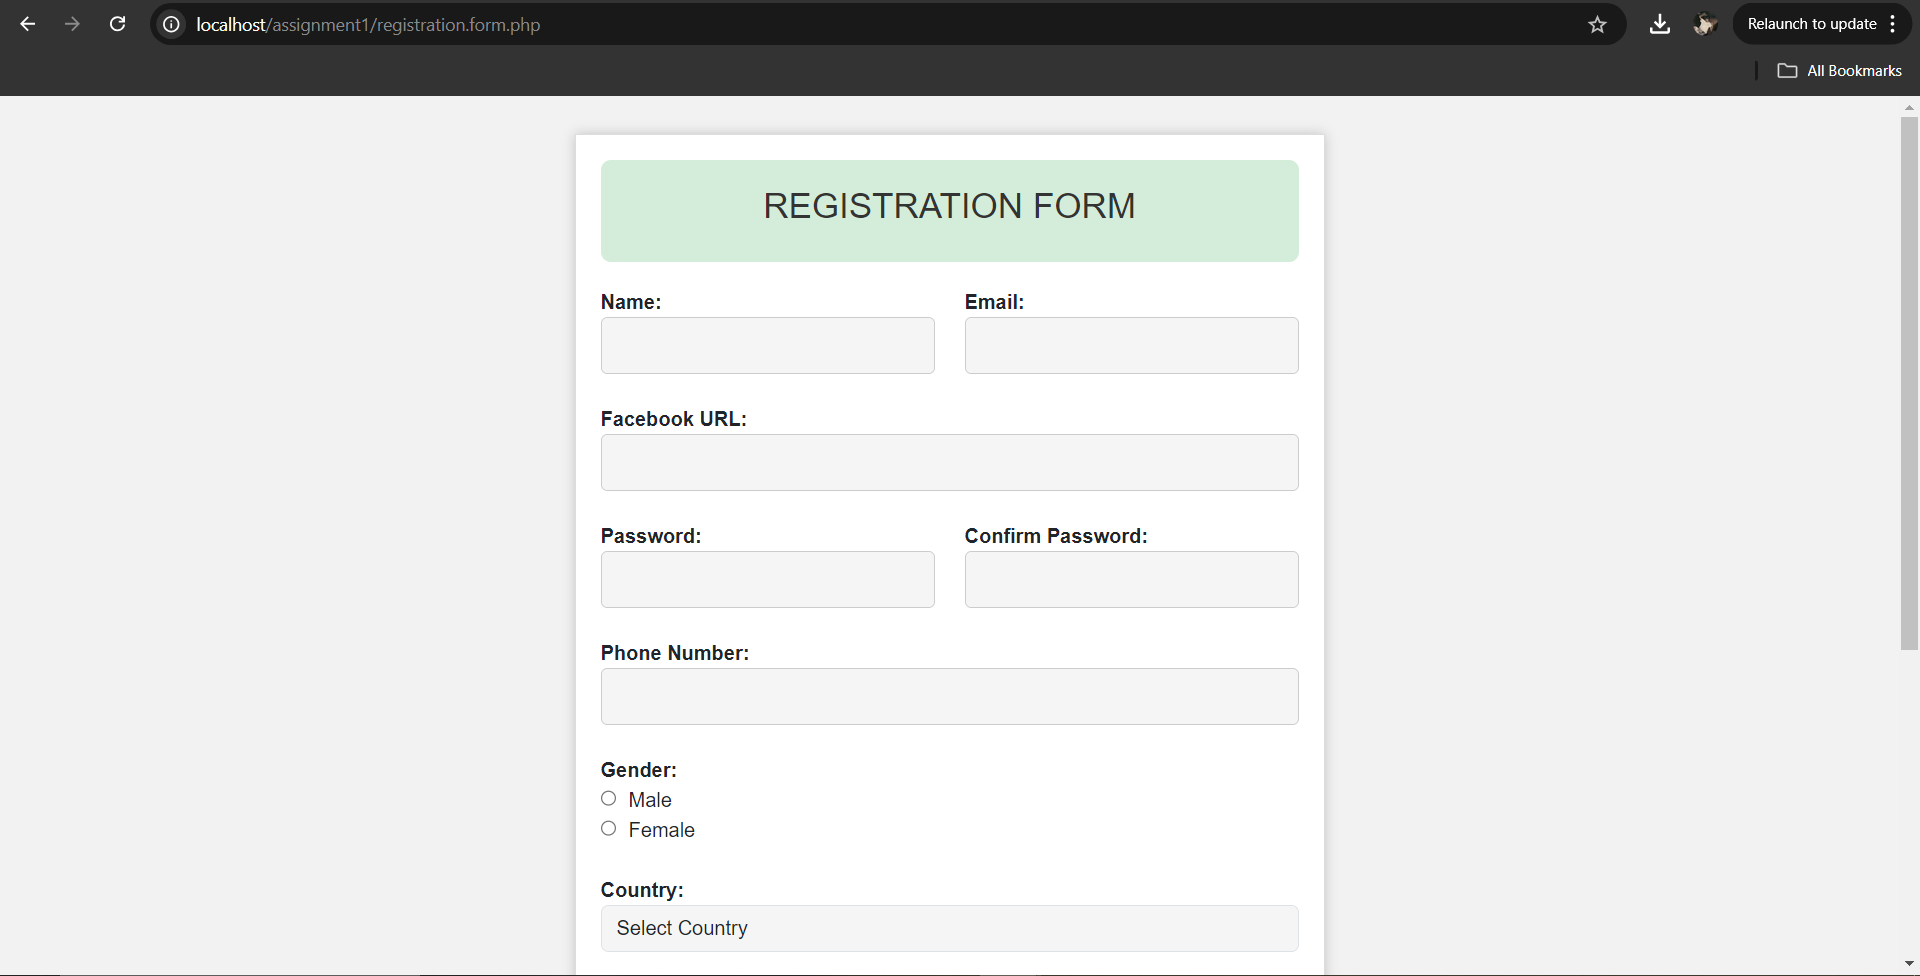 localhost/assignment1/registration.form.php
Relaunch to update
All Bookmarks
REGISTRATION FORM
Name: Email:
Facebook URL:
Password: Confirm Password:
Phone Number:
Gender:
Male
Female
Country:
Select Country